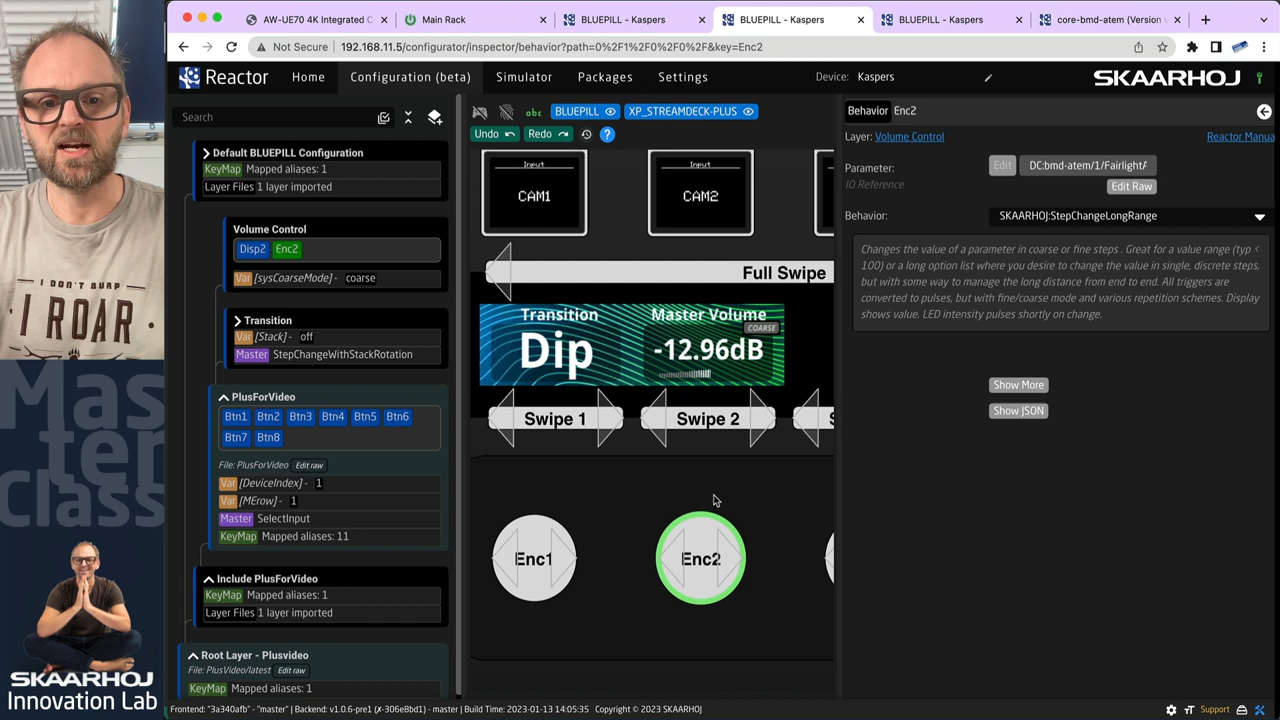 AW-UE70 4K Integrated C
Main Rack
BLUEPILL - Kaspers
BLUEPILL - Kaspers
BLUEPILL - Kaspers
core-bmd-atem (Version
Not Secure
192.168.11.5/configurator/inspector/behavior?path=0%2F1%2F0%2F0%2F&key=Enc2
Reactor
Home
Configuration (beta)
Simulator
Packages
Settings
Device:
Kaspers
SKAARHOJ
Search
Default BLUEPILL Configuration
KeyMap Mapped aliases: 1
Layer Files 1 layer imported
Volume Control
Disp2 Enc2
Var [sysCoarseMode] - coarse
Transition
Var [Stack] - off
Master StepChangeWithStackRotation
PlusForVideo
Btn1 Btn2 Btn3 Btn4 Btn5 Btn6
Btn7 Btn8
File: PlusForVideo Edit raw
Var [DeviceIndex] - 1
Var [MErow] - 1
Master SelectInput
KeyMap Mapped aliases: 11
Include PlusForVideo
KeyMap Mapped aliases: 1
Layer Files 1 layer imported
Root Layer - Plusvideo
File: PlusVideo/latest Edit raw
KeyMap Mapped aliases: 1
abc
BLUEPILL
XP_STREAMDECK-PLUS
Undo
Redo
?
Input
CAM1
Input
CAM2
Full Swipe
Transition
Dip
Master Volume
COARSE
-12.96dB
Swipe 1
Swipe 2
Enc1
Enc2
Behavior Enc2
Layer: Volume Control
Reactor Manua
Parameter:
IO Reference
Edit
DC:bmd-atem/1/FairlightA
Edit Raw
Behavior:
SKAARHOJ:StepChangeLongRange
Changes the value of a parameter in coarse or fine steps . Great for a value range (typ <
100) or a long option list where you desire to change the value in single, discrete steps,
but with some way to manage the long distance from end to end. All triggers are
converted to pulses, but with fine/coarse mode and various repetition schemes. Display
shows value. LED intensity pulses shortly on change.
Show More
Show JSON
Frontend: "3a340afb" - "master" | Backend: v1.0.6-pre1 (✗-306e8bd1) - master | Build Time: 2023-01-13 14:05:35 Copyright © 2023 SKAARHOJ
Support
I DON'T BURP
I ROAR
Mas
ter
Class
SKAARHOJ
Innovation Lab